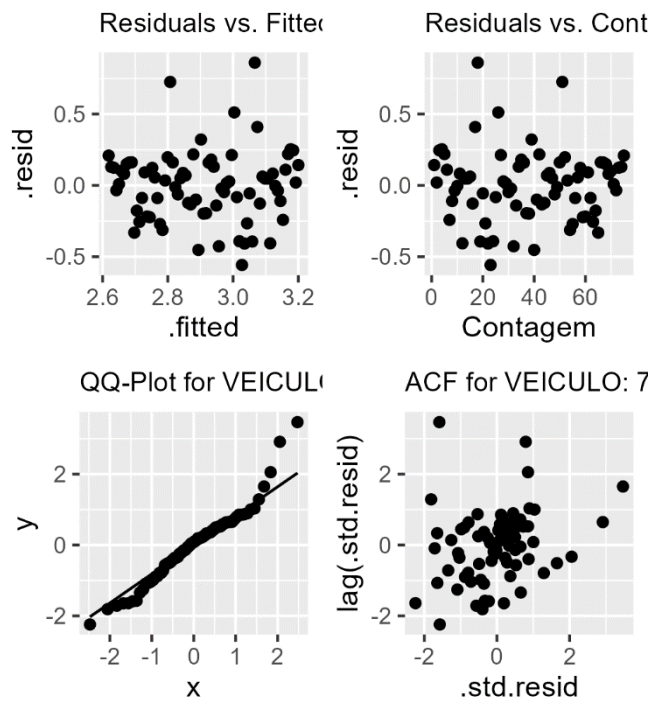 Residuals vs. Fitte
.resid
0.5
0.0
-0.5
2.6 2.8 3.0 3.2
.fitted
Residuals vs. Cont
.resid
0.5
0.0
-0.5
0 20 40 60
Contagem
QQ-Plot for VEICUL
y
2
0
-2
-2 -1 0 1 2
x
ACF for VEICULO: 7
lag(.std.resid)
2
0
-2
-2 0 2
.std.resid